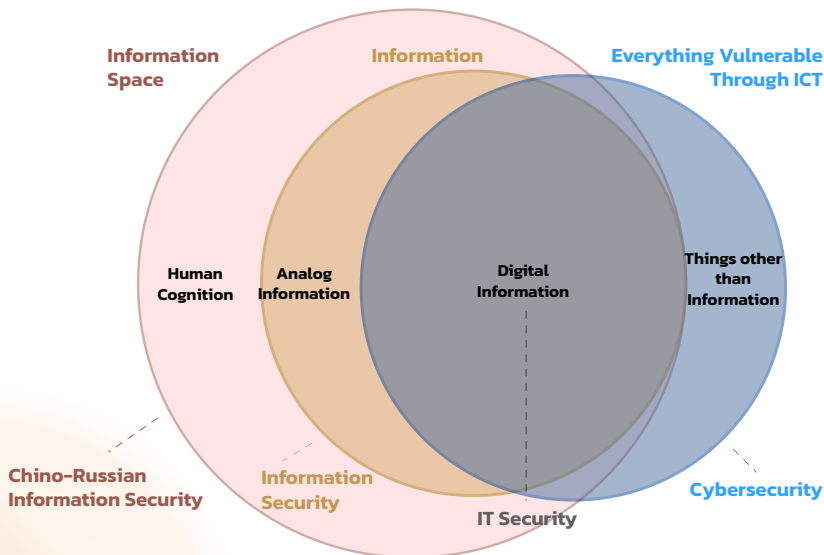 Information
Space
Information
Everything Vulnerable
Through ICT
Human
Cognition
Analog
Information
Digital
Information
Things other
than
Information
Chino-Russian
Information Security
Information
Security
IT Security
Cybersecurity